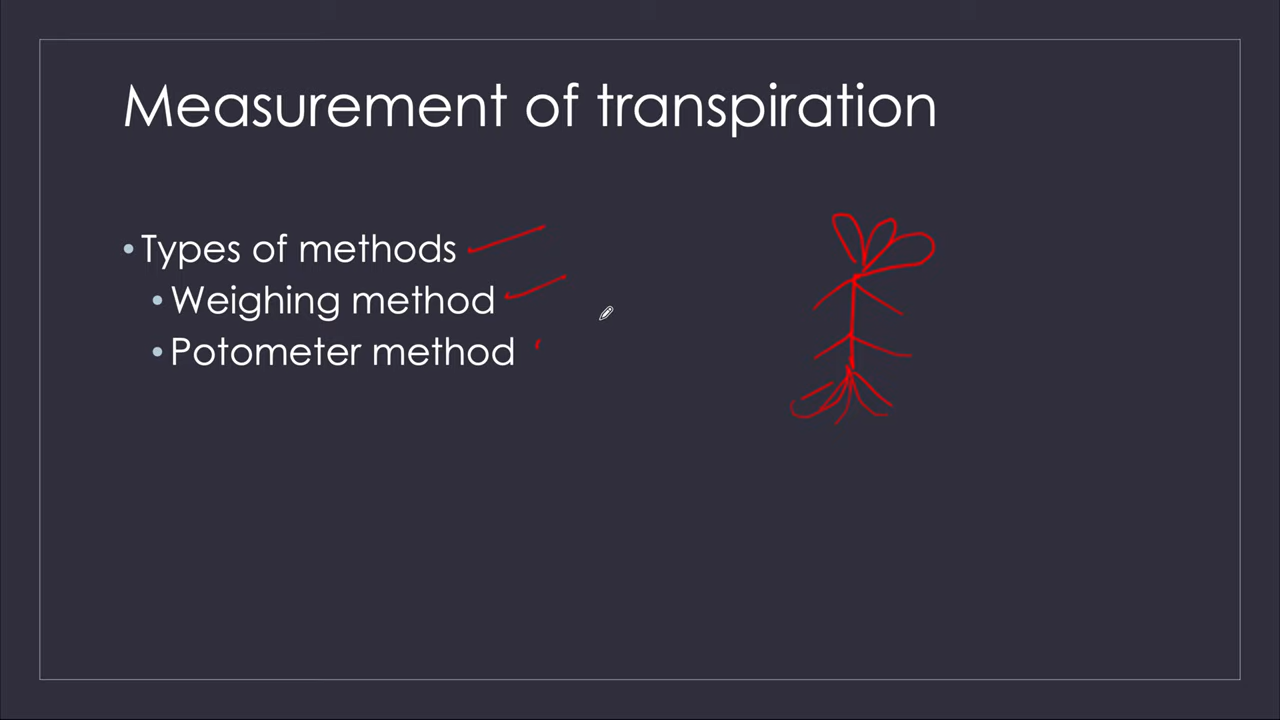 Measurement of transpiration
• Types of methods
• Weighing method
• Potometer method